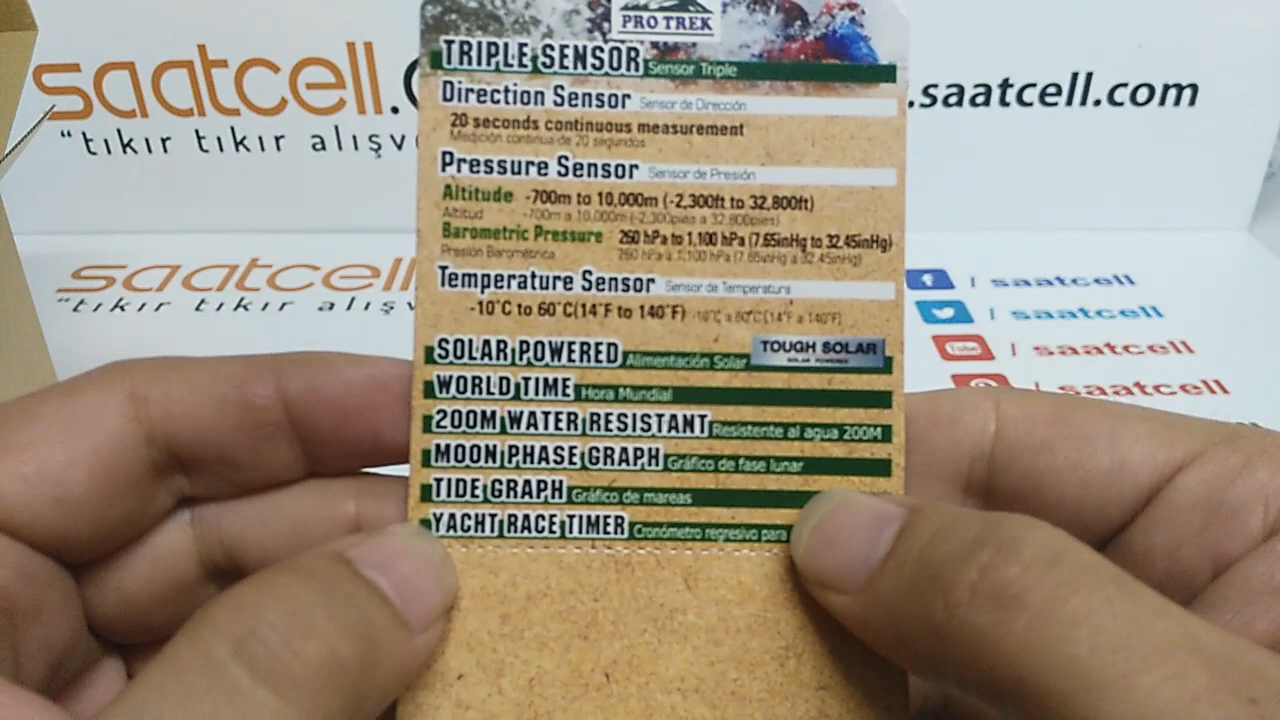 PRO TREK
TRIPLE SENSOR Sensor Triple
Direction Sensor Sensor de Dirección
20 seconds continuous measurement
Medición continua de 20 segundos
Pressure Sensor Sensor de Presión
Altitude -700m to 10,000m (-2,300ft to 32,800ft)
Altitud -700m a 10,000m (-2,300pies a 32,800pies)
Barometric Pressure 260 hPa to 1,100 hPa (7.65inHg to 32.45inHg)
Presión Barométrica 260 hPa a 1,100 hPa (7.65inHg a 32.45inHg)
Temperature Sensor Sensor de Temperatura
-10°C to 60°C(14°F to 140°F) -10°C a 60°C(14°F a 140°F)
SOLAR POWERED Alimentación Solar
TOUGH SOLAR
SOLAR POWERED
WORLD TIME Hora Mundial
200M WATER RESISTANT Resistente al agua 200M
MOON PHASE GRAPH Gráfico de fase lunar
TIDE GRAPH Gráfico de mareas
YACHT RACE TIMER Cronómetro regresivo para
saatcell.
"tıkır tıkır alışv
.saatcell.com
saatcell
"tıkır tıkır alışv
f / saatcell
/ saatcell
You Tube / saatcell
/ saatcell